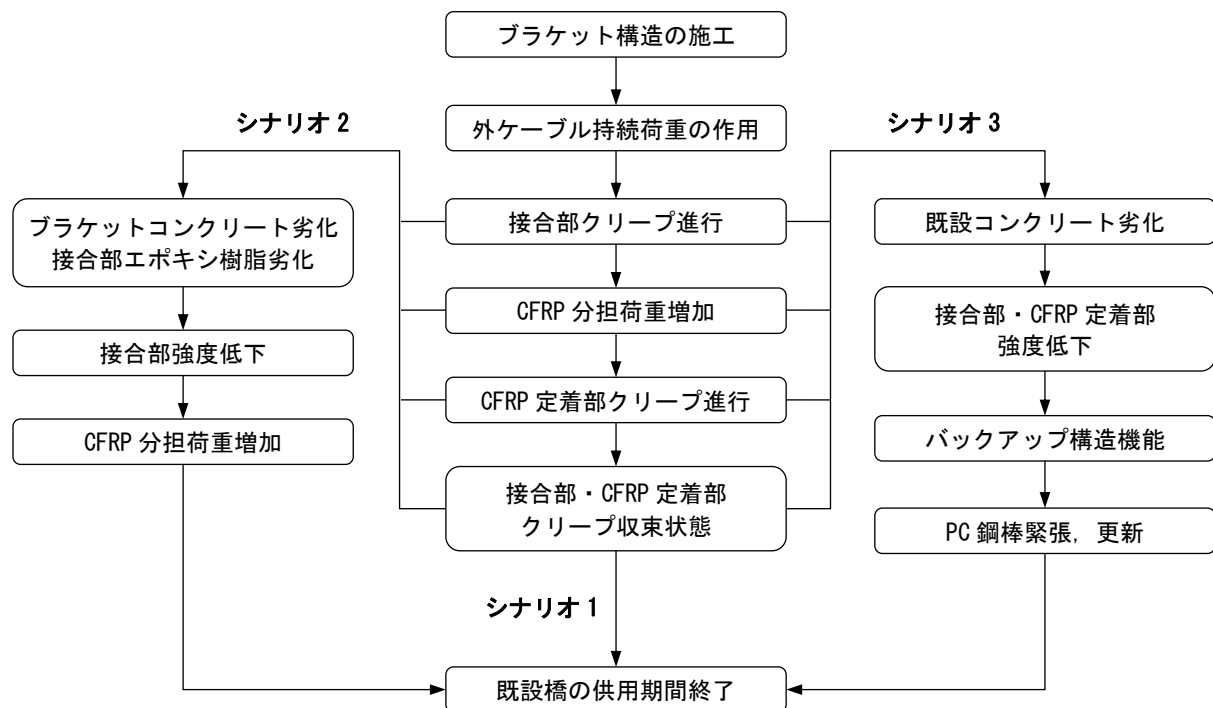 ブラケット構造の施工
外ケーブル持続荷重の作用
シナリオ2
シナリオ3
ブラケットコンクリート劣化
接合部エポキシ樹脂劣化
接合部強度低下
CFRP 分担荷重増加
接合部クリープ進行
CFRP 分担荷重増加
CFRP 定着部クリープ進行
接合部・CFRP 定着部
クリープ収束状態
シナリオ1
既設コンクリート劣化
接合部・CFRP 定着部
強度低下
バックアップ構造機能
PC 鋼棒緊張，更新
既設橋の供用期間終了